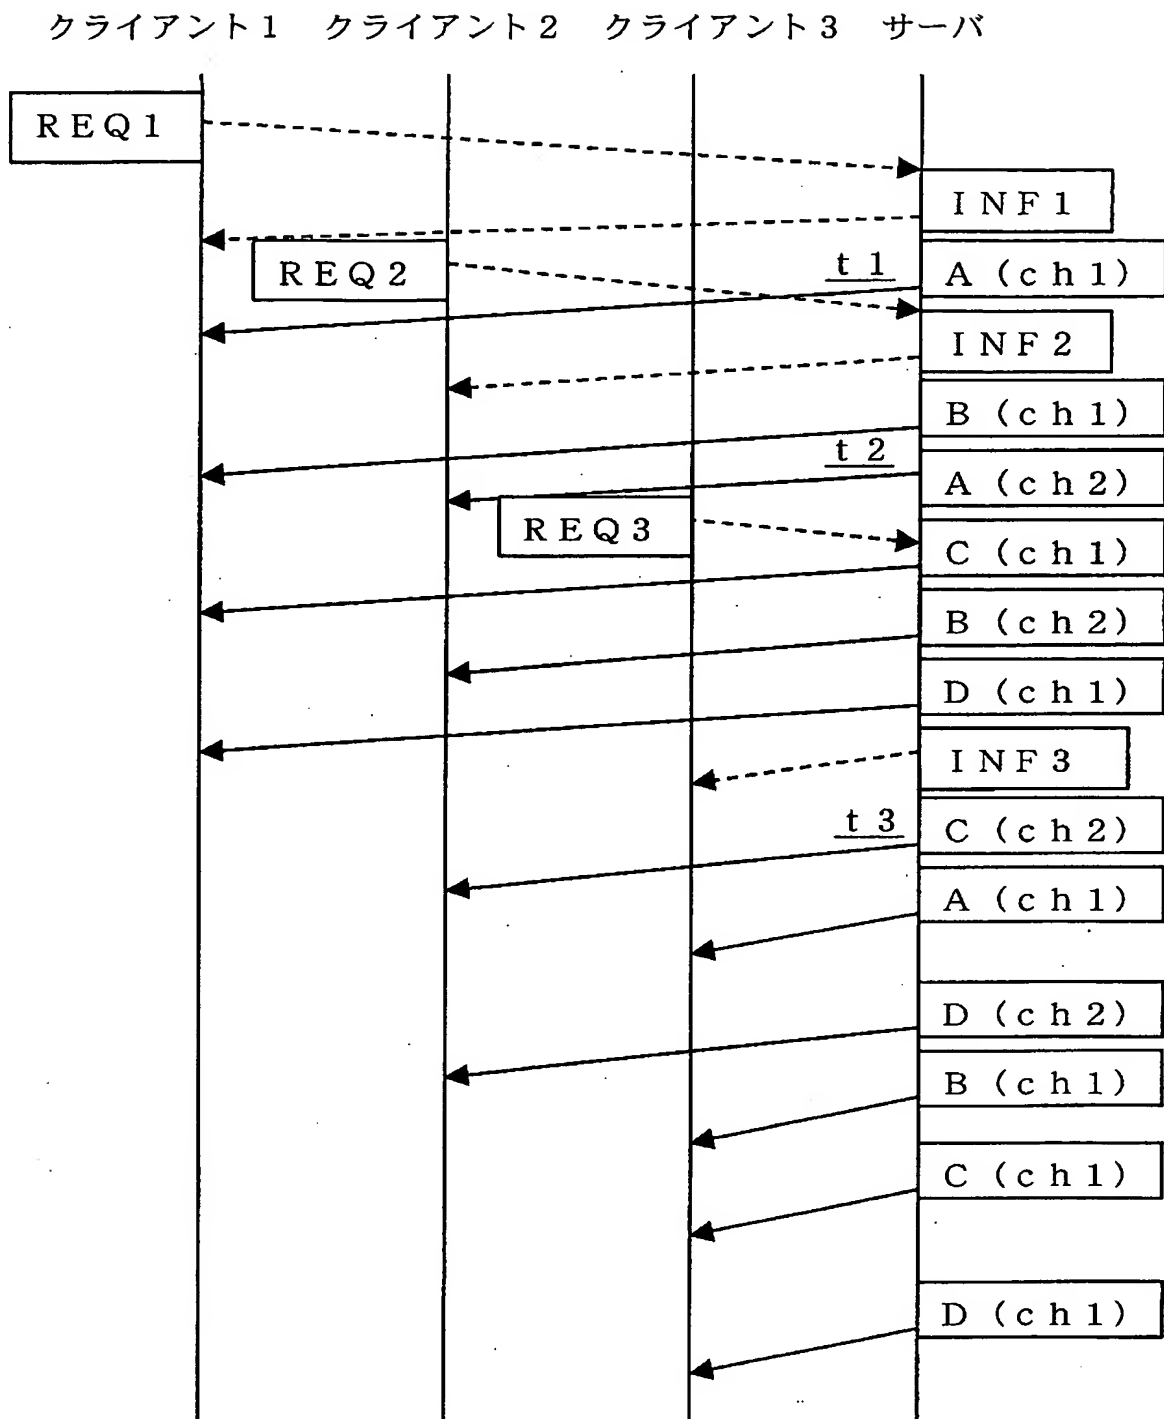 クライアント1 クライアント2 クライアント3 サーバ
REQ1
INF1
REQ2
t1
A (ch1)
INF2
B (ch1)
t2
A (ch2)
REQ3
C (ch1)
B (ch2)
D (ch1)
INF3
t3
C (ch2)
A (ch1)
D (ch2)
B (ch1)
C (ch1)
D (ch1)